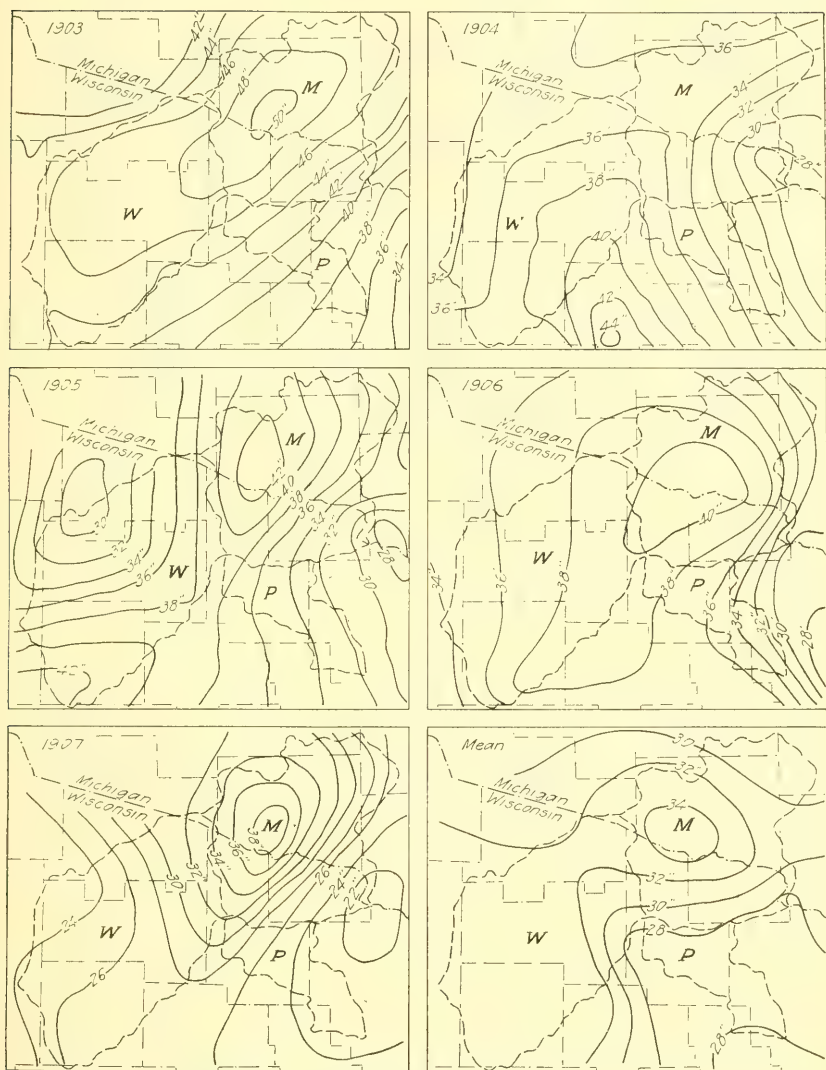 1903
42"
44"
46
48"
50"
Michigan
Wisconsin
M
46
44"
42
40
38
36"
34"
W
P
1904
36
34"
32"
30"
28"
Michigan
Wisconsin
M
36"
38"
40"
42"
44"
W
P
34"
36"
1905
Michigan
Wisconsin
M
42"
40
38
36
34
32"
30
28
30"
32"
34"
36"
38"
W
P
1906
Michigan
Wisconsin
M
40"
W
34"
36"
38"
38
P
36"
34"
32"
30"
28"
1907
Michigan
Wisconsin
M
38"
36"
34"
32
30"
26"
24"
22"
24"
26"
W
P
Mean
30"
32"
34"
Michigan
Wisconsin
M
32"
30"
28"
W
P
28"